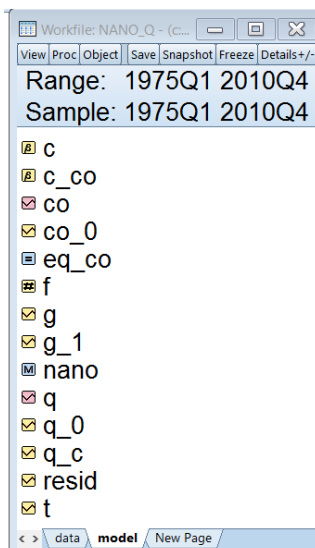 Workfile: NANO_Q - (c:...
View Proc Object Save Snapshot Freeze Details+/-
Range: 1975Q1 2010Q4
Sample: 1975Q1 2010Q4
β c
β c_co
co
co_0
= eq_co
## f
g
g_1
M nano
q
q_0
q_c
resid
t
< > data model New Page